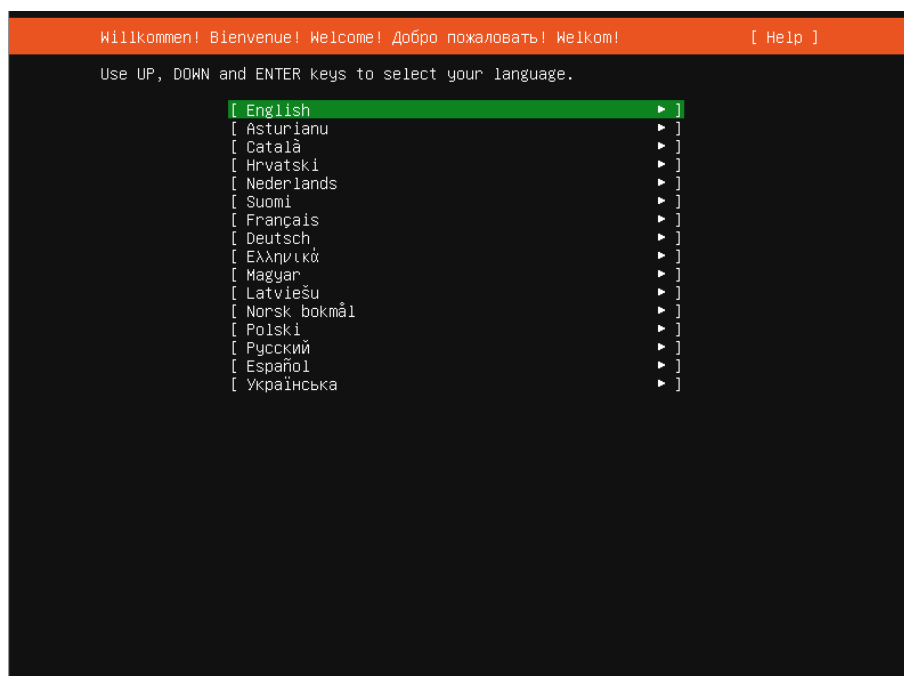 Willkommen! Bienvenue! Welcome! Добро пожаловать! Welkom! [ Help ]
Use UP, DOWN and ENTER keys to select your language.
[ English ► ]
[ Asturianu ► ]
[ Català ► ]
[ Hrvatski ► ]
[ Nederlands ► ]
[ Suomi ► ]
[ Français ► ]
[ Deutsch ► ]
[ Ελληνικά ► ]
[ Magyar ► ]
[ Latviešu ► ]
[ Norsk bokmål ► ]
[ Polski ► ]
[ Русский ► ]
[ Español ► ]
[ Українська ► ]